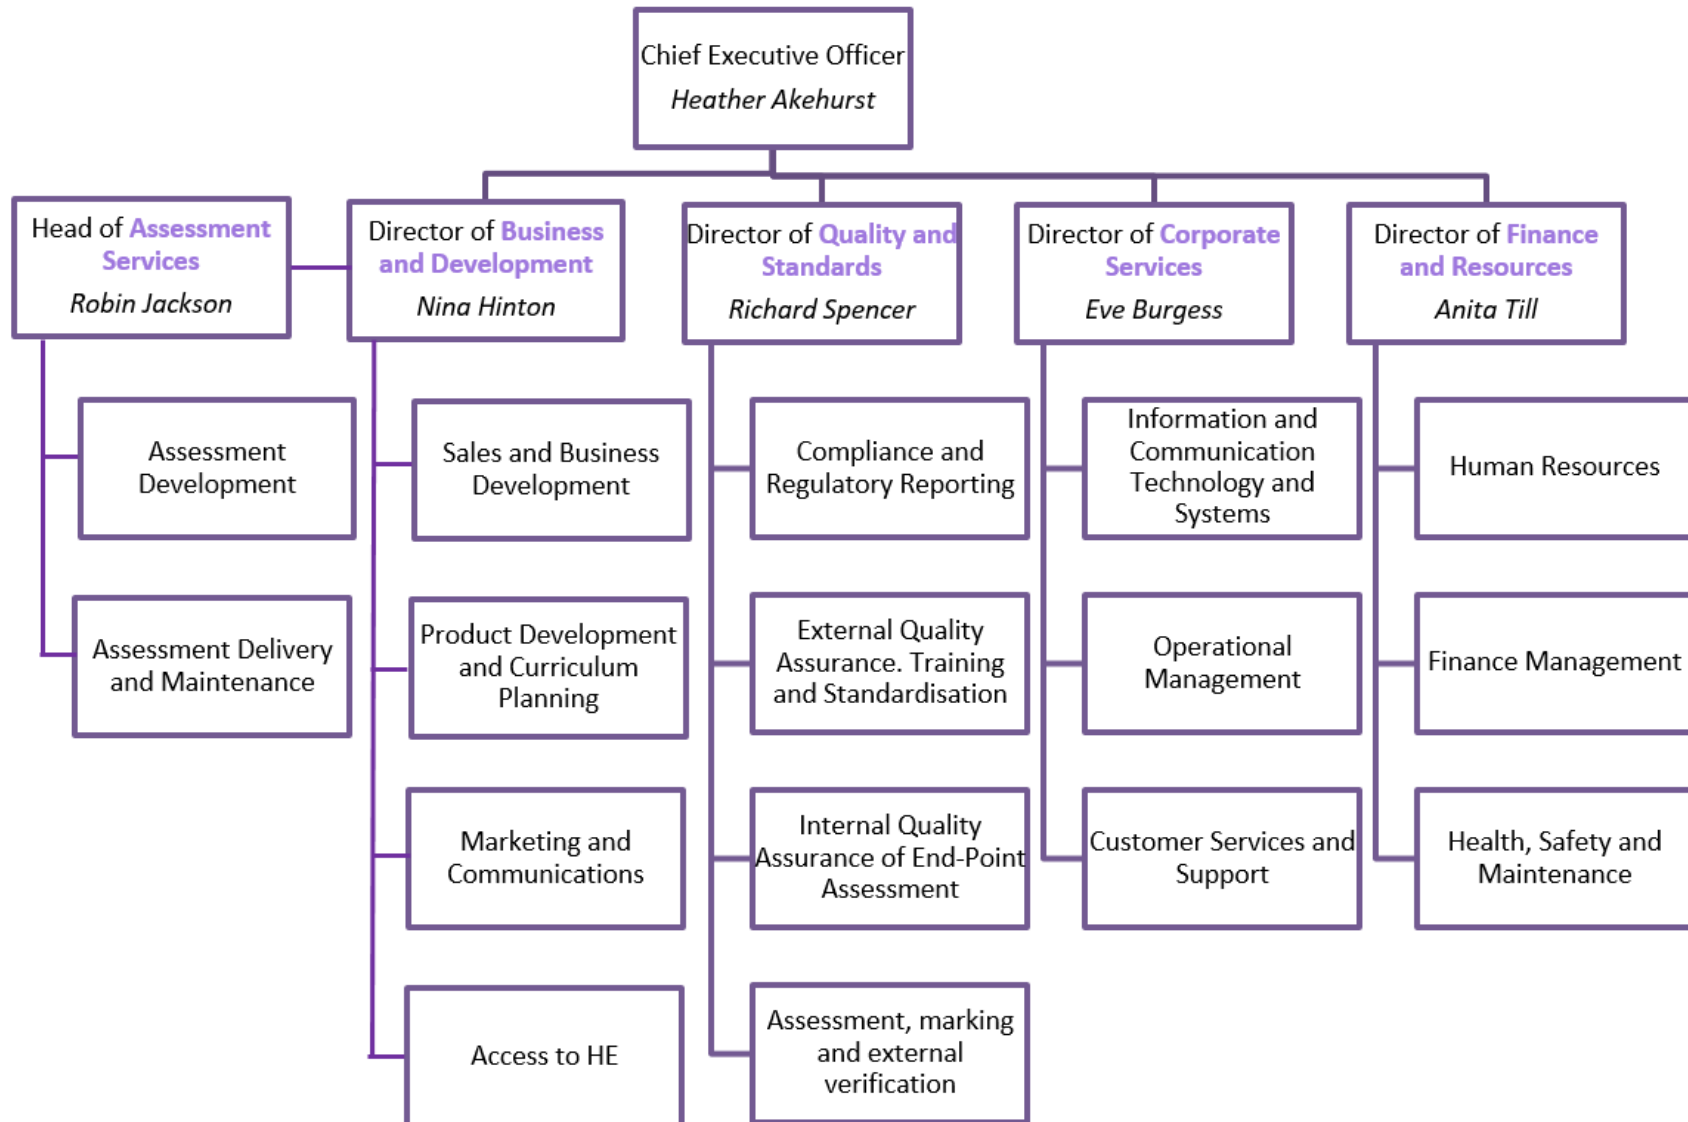 Chief Executive Officer
Heather Akehurst
Head of Assessment
Services
Robin Jackson
Director of Business
and Development
Nina Hinton
Director of Quality and
Standards
Richard Spencer
Director of Corporate
Services
Eve Burgess
Director of Finance
and Resources
Anita Till
Assessment
Development
Assessment Delivery
and Maintenance
Sales and Business
Development
Product Development
and Curriculum
Planning
Marketing and
Communications
Access to HE
Compliance and
Regulatory Reporting
External Quality
Assurance. Training
and Standardisation
Internal Quality
Assurance of End-Point
Assessment
Assessment, marking
and external
verification
Information and
Communication
Technology and
Systems
Operational
Management
Customer Services and
Support
Human Resources
Finance Management
Health, Safety and
Maintenance